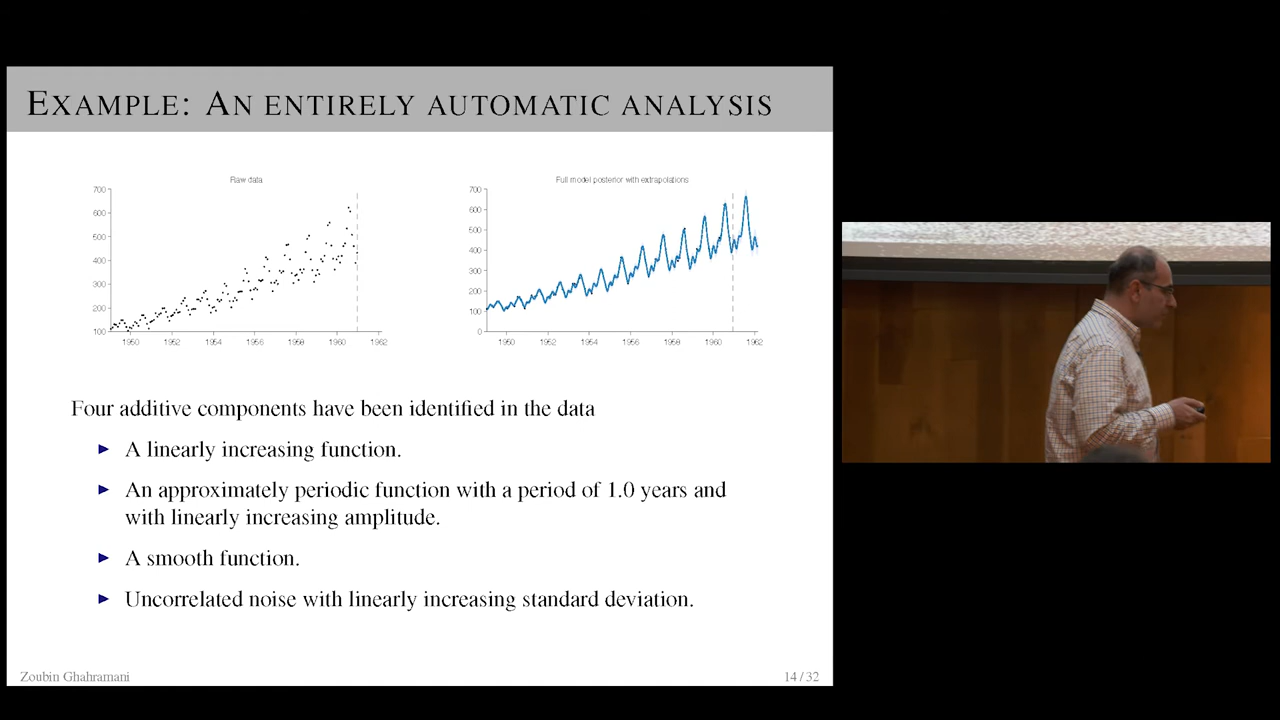 EXAMPLE: AN ENTIRELY AUTOMATIC ANALYSIS
Raw data
700
600
500
400
300
200
100
1950 1952 1954 1956 1958 1960 1962
Full model posterior with extrapolations
700
600
500
400
300
200
100
0
1950 1952 1954 1956 1958 1960 1962
Four additive components have been identified in the data
A linearly increasing function.
An approximately periodic function with a period of 1.0 years and
with linearly increasing amplitude.
A smooth function.
Uncorrelated noise with linearly increasing standard deviation.
Zoubin Ghahramani
14 / 32